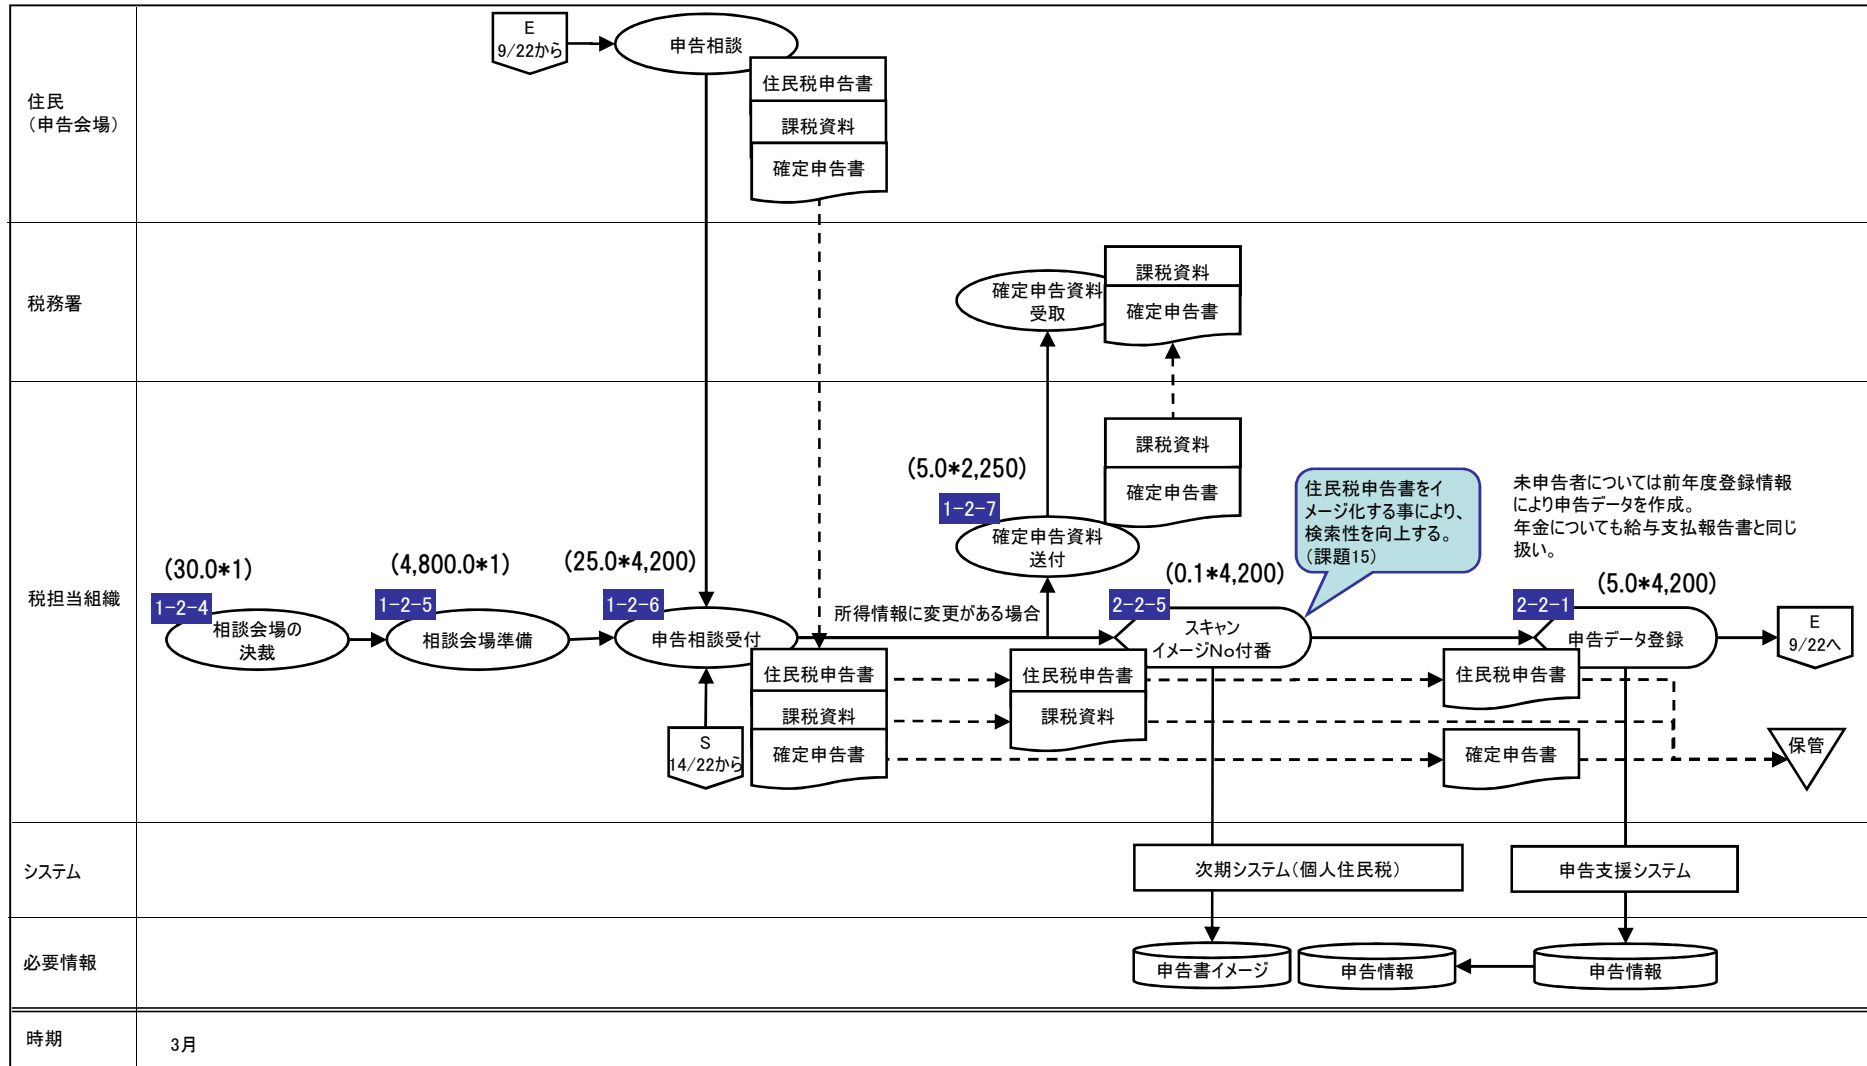 住民
（申告会場）
E
9/22から
申告相談
住民税申告書
課税資料
確定申告書
税務署
確定申告資料
受取
課税資料
確定申告書
税担当組織
課税資料
確定申告書
(5.0*2,250)
1-2-7
確定申告資料
送付
住民税申告書をイ
メージ化する事により、
検索性を向上する。
(課題15)
未申告者については前年度登録情報
により申告データを作成。
年金についても給与支払報告書と同じ
扱い。
(30.0*1)
1-2-4
相談会場の
決裁
(4,800.0*1)
1-2-5
相談会場準備
(25.0*4,200)
1-2-6
申告相談受付
所得情報に変更がある場合
(0.1*4,200)
2-2-5
スキャン
イメージNo付番
(5.0*4,200)
2-2-1
申告データ登録
E
9/22へ
住民税申告書
課税資料
確定申告書
住民税申告書
課税資料
住民税申告書
確定申告書
保管
S
14/22から
システム
次期システム(個人住民税)
申告支援システム
必要情報
申告書イメージ
申告情報
申告情報
時期
3月